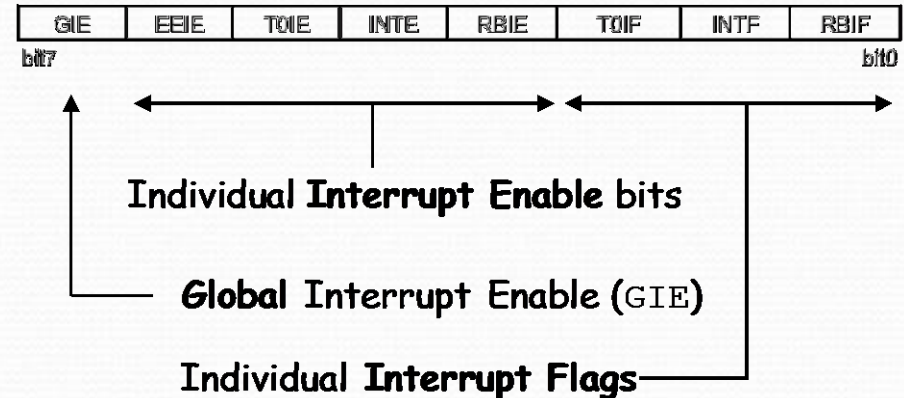 GIE EEIE T0IE INTE RBIE T0IF INTF RBIF
bit7 bit0
Individual Interrupt Enable bits
Global Interrupt Enable (GIE)
Individual Interrupt Flags